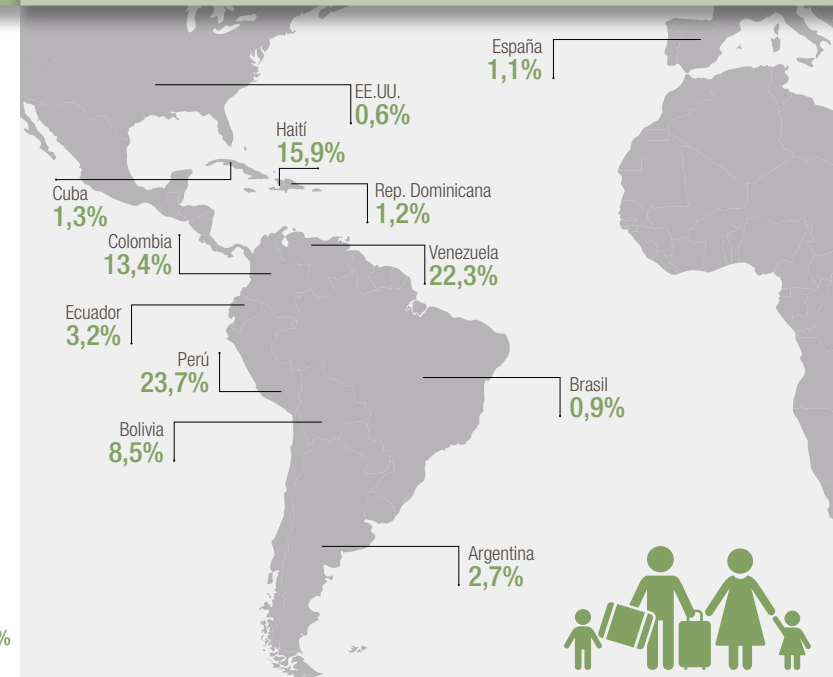 España
1,1%
EE.UU.
0,6%
Haití
15,9%
Cuba
1,3%
Rep. Dominicana
1,2%
Colombia
13,4%
Venezuela
22,3%
Ecuador
3,2%
Perú
23,7%
Brasil
0,9%
Bolivia
8,5%
Argentina
2,7%
%